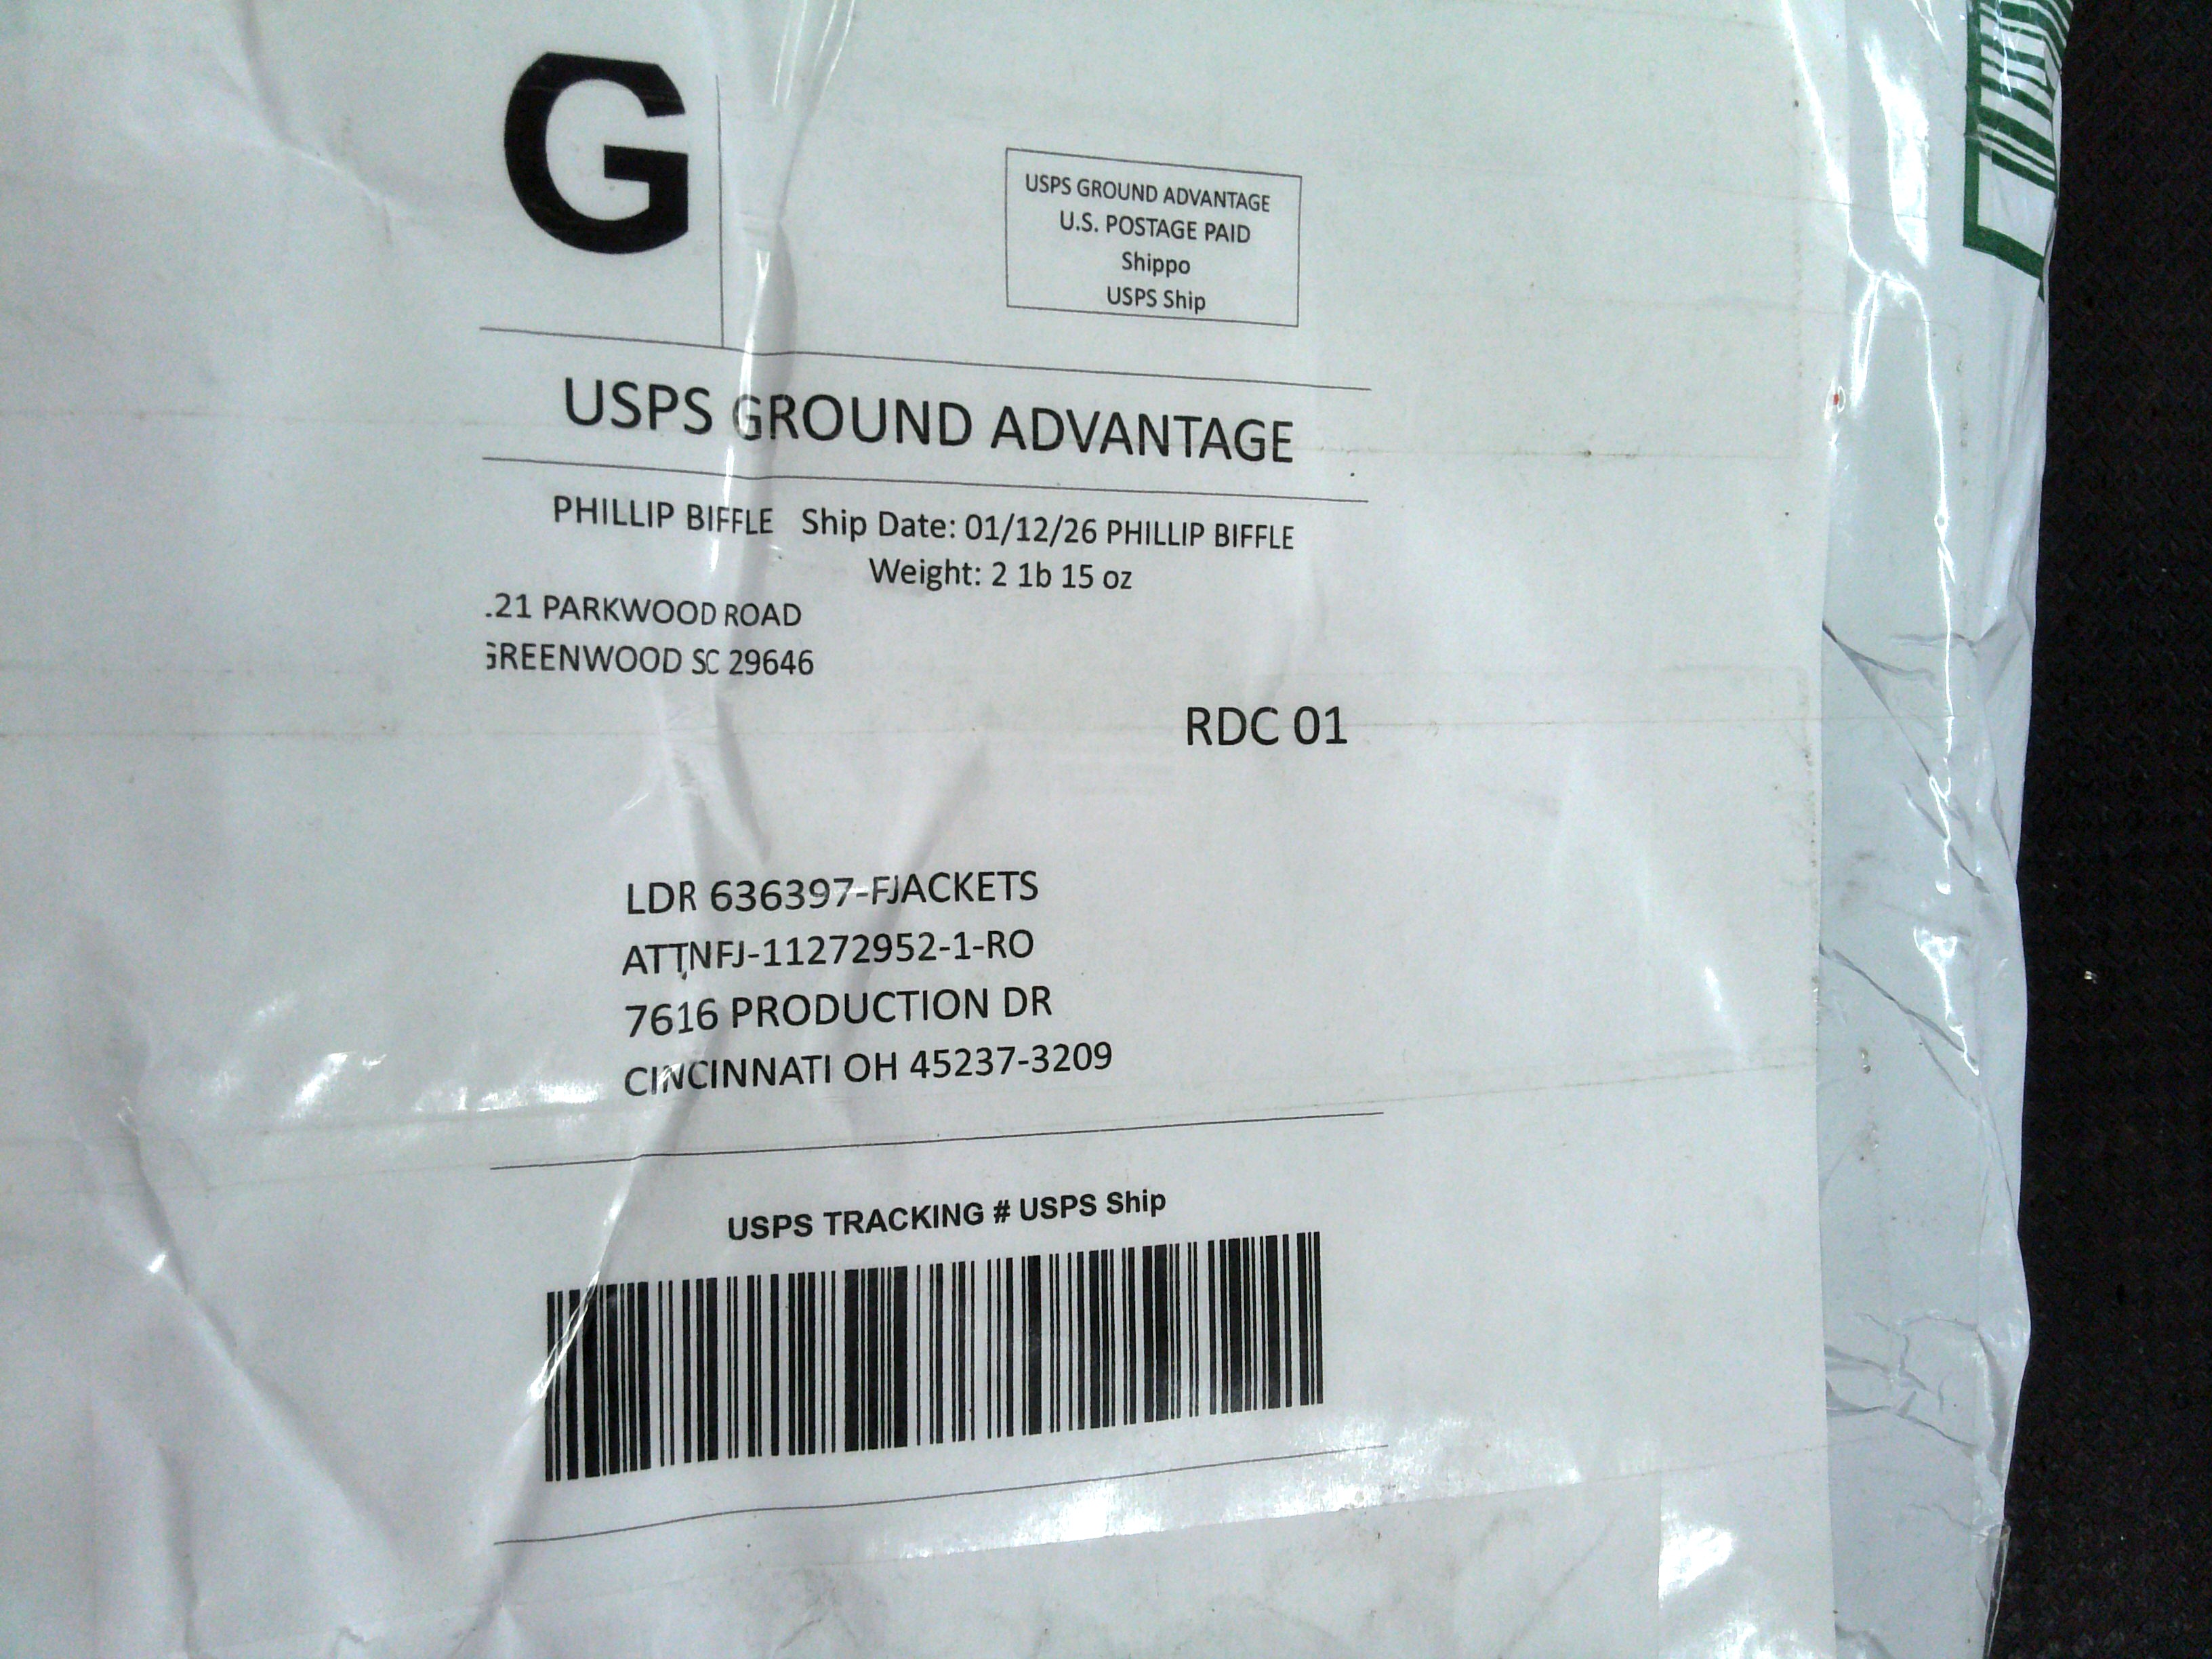 G
USPS GROUND ADVANTAGE
U.S. POSTAGE PAID
Shippo
USPS Ship
USPS GROUND ADVANTAGE
PHILLIP BIFFLE Ship Date: 01/12/26 PHILLIP BIFFLE
Weight: 2 1b 15 oz
.21 PARKWOOD ROAD
GREENWOOD SC 29646
RDC 01
LDR 636397-FJACKETS
ATTNFJ-11272952-1-RO
7616 PRODUCTION DR
CINCINNATI OH 45237-3209
USPS TRACKING # USPS Ship